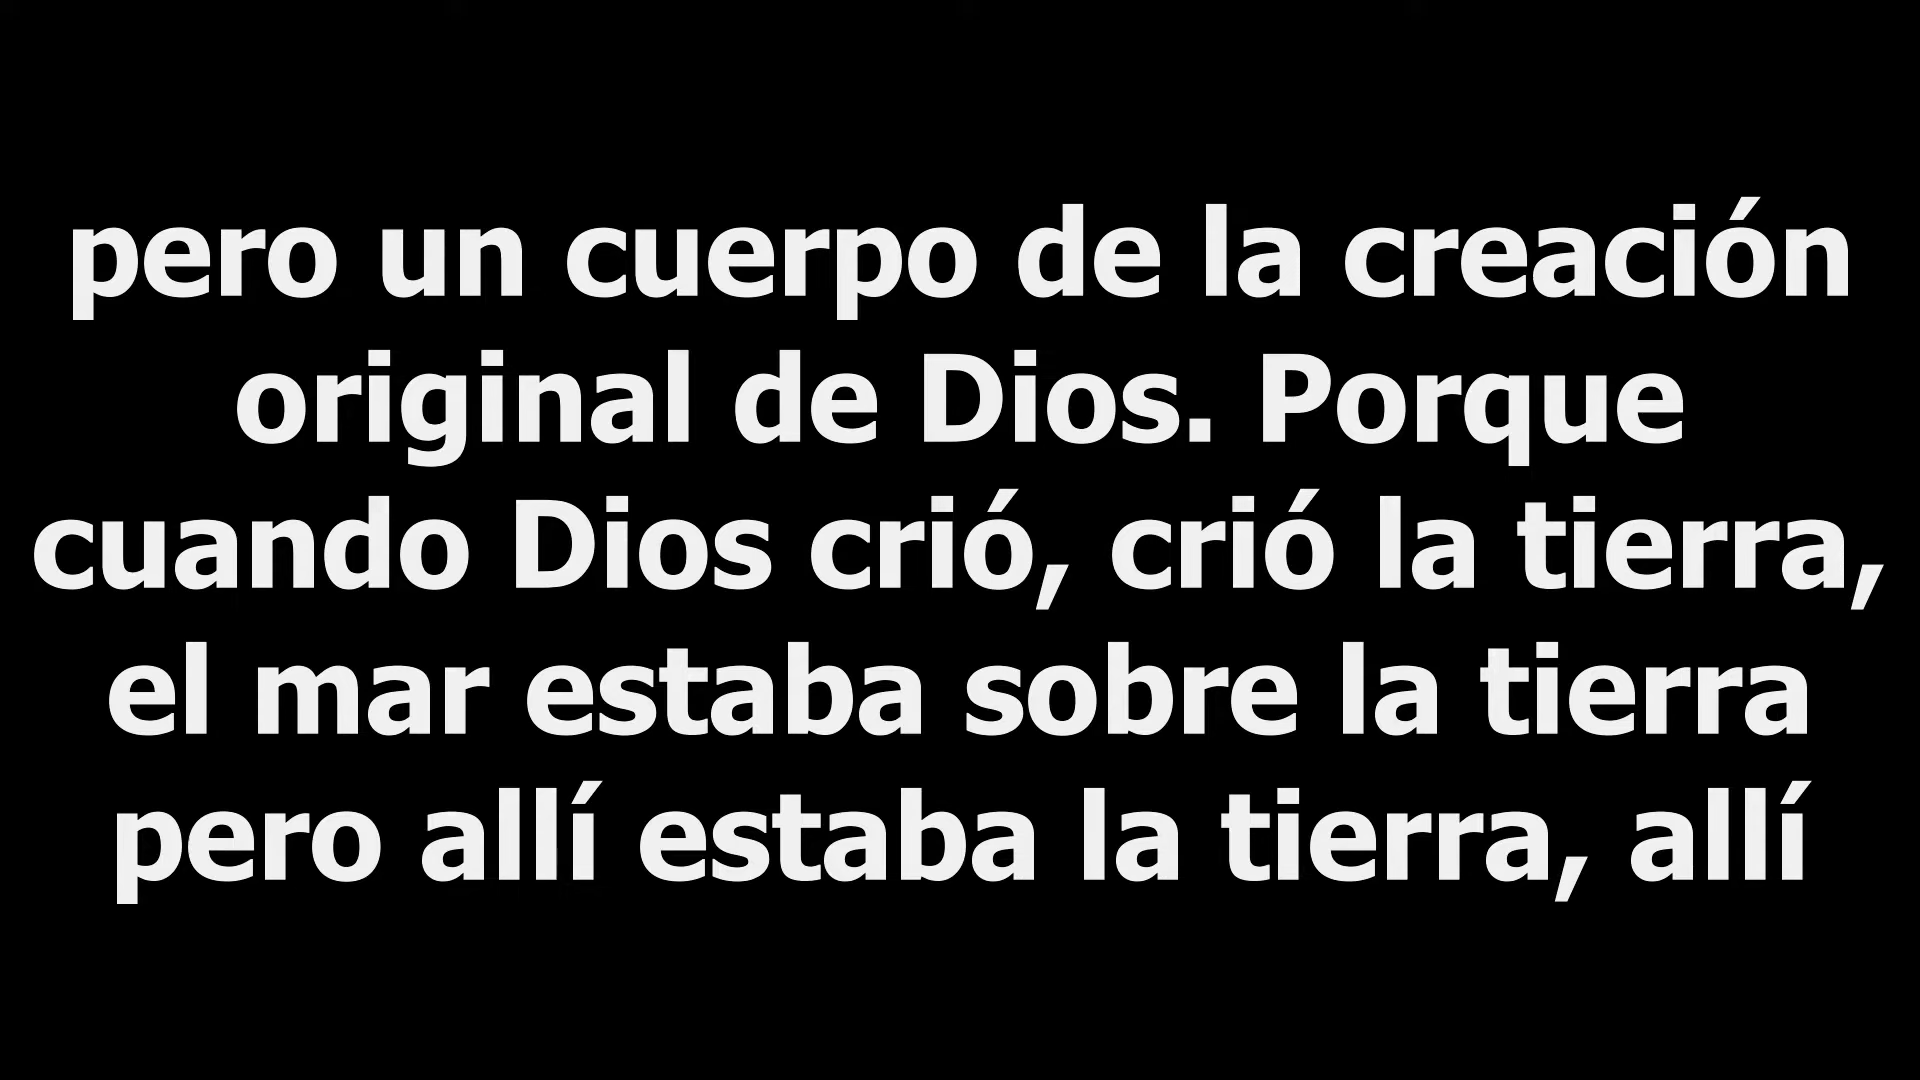 pero un cuerpo de la creación
original de Dios. Porque
cuando Dios crió, crió la tierra,
el mar estaba sobre la tierra
pero allí estaba la tierra, allí